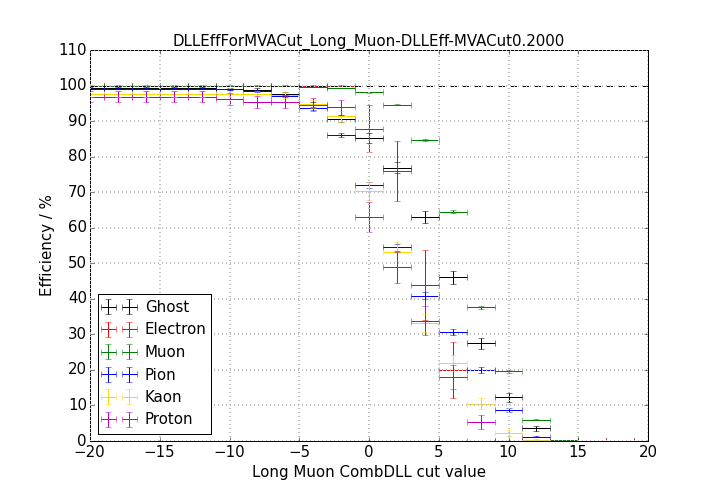 DLLEffForMVACut_Long_Muon-DLLEff-MVACut0.2000
110
100
90
80
70
60
50
40
30
20
10
0
Efficiency / %
Ghost
Electron
Muon
Pion
Kaon
Proton
−20 −15 −10 −5 0 5 10 15 20
Long Muon CombDLL cut value